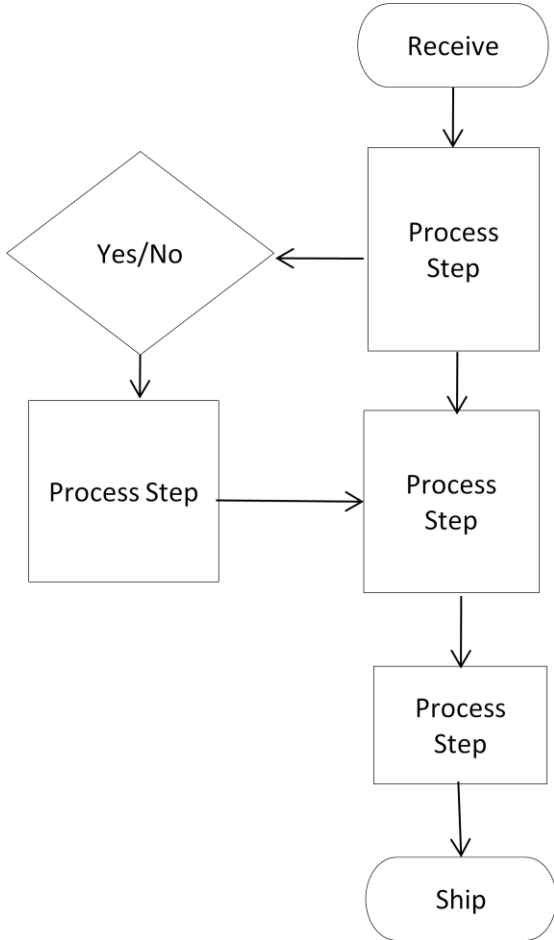 Receive
Process
Step
Yes/No
Process Step
Process
Step
Process
Step
Ship